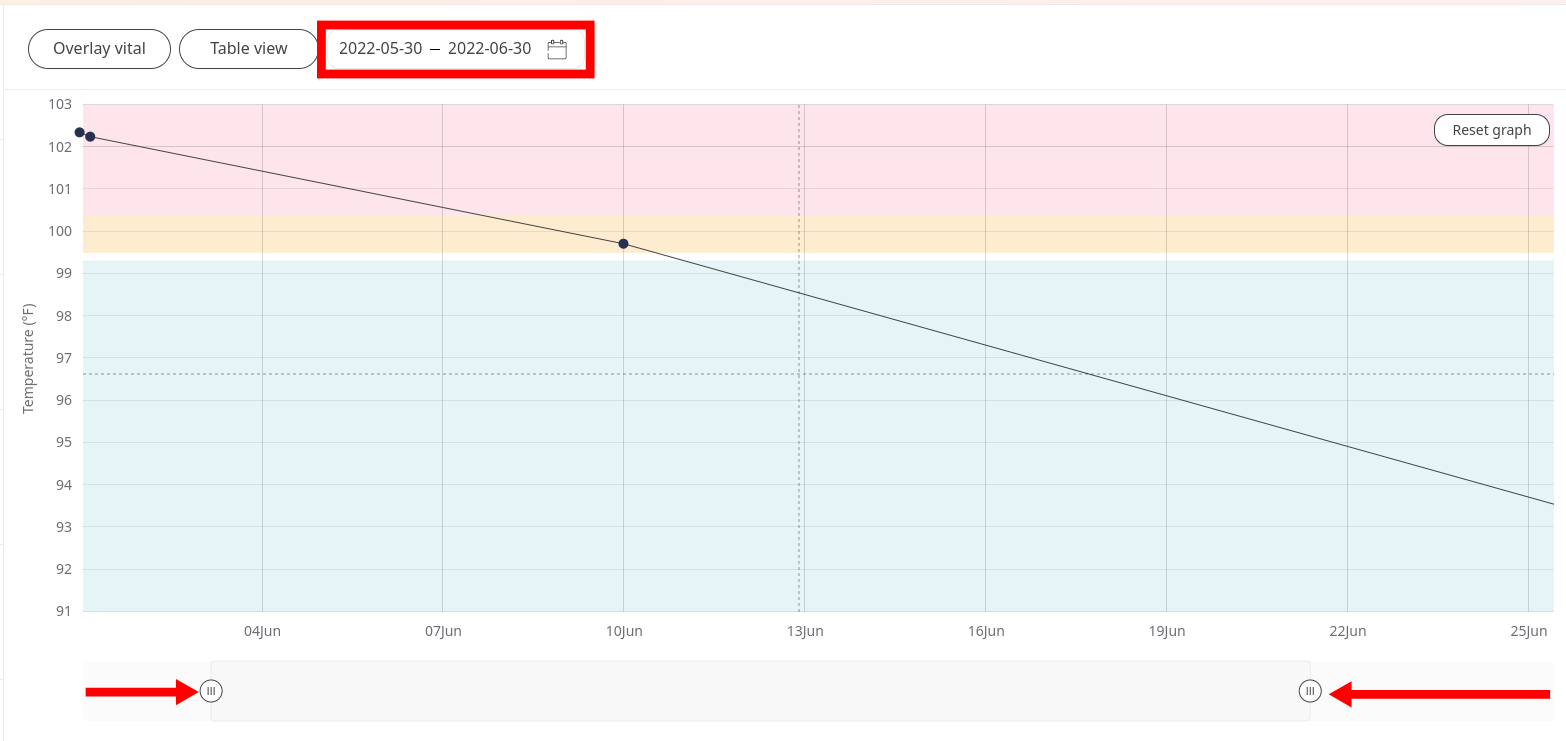 Overlay vital
Table view
2022-05-30 – 2022-06-30
Reset graph
103
102
101
100
99
98
97
96
95
94
93
92
91
Temperature (°F)
04Jun 07Jun 10Jun 13Jun 16Jun 19Jun 22Jun 25Jun